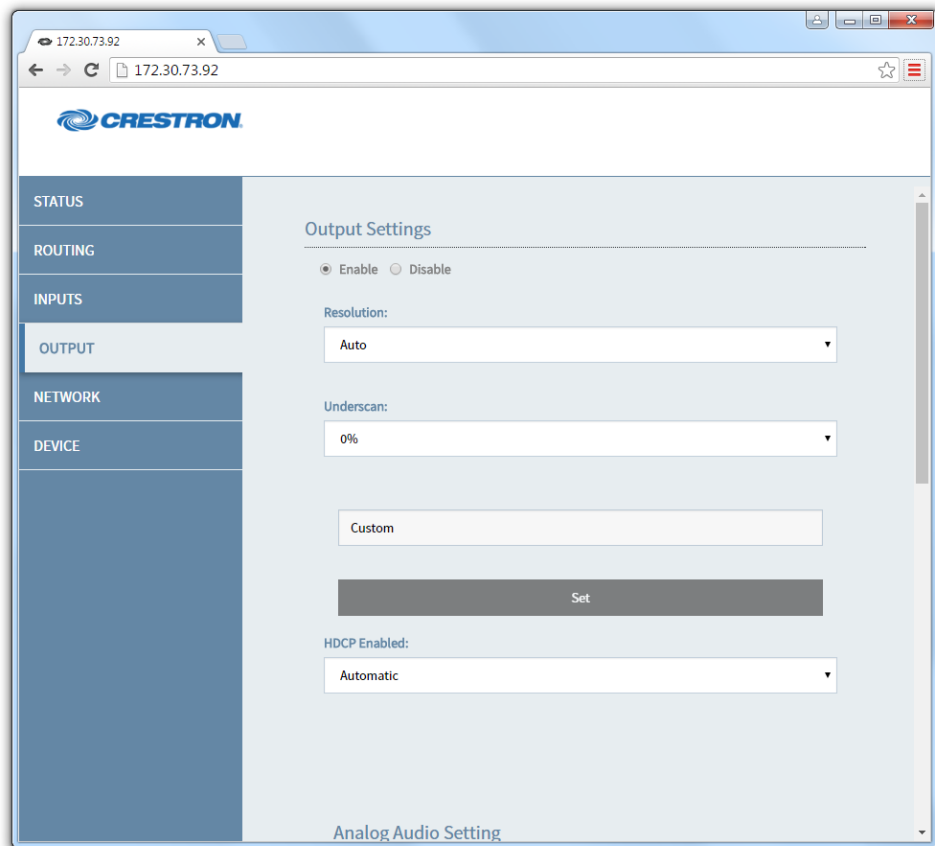 172.30.73.92
172.30.73.92
CRESTRON
STATUS
ROUTING
INPUTS
OUTPUT
NETWORK
DEVICE
Output Settings
Enable Disable
Resolution:
Auto
Underscan:
0%
Custom
Set
HDCP Enabled:
Automatic
Analog Audio Setting